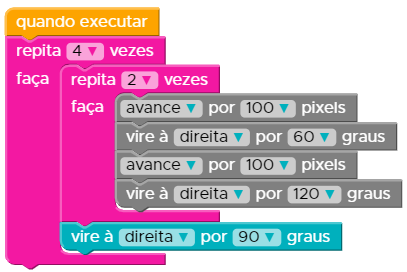 quando executar
repita 4 ▼ vezes
faça repita 2 ▼ vezes
faça avance ▼ por 100 ▼ pixels
vire à direita ▼ por 60 ▼ graus
avance ▼ por 100 ▼ pixels
vire à direita ▼ por 120 ▼ graus
vire à direita ▼ por 90 ▼ graus